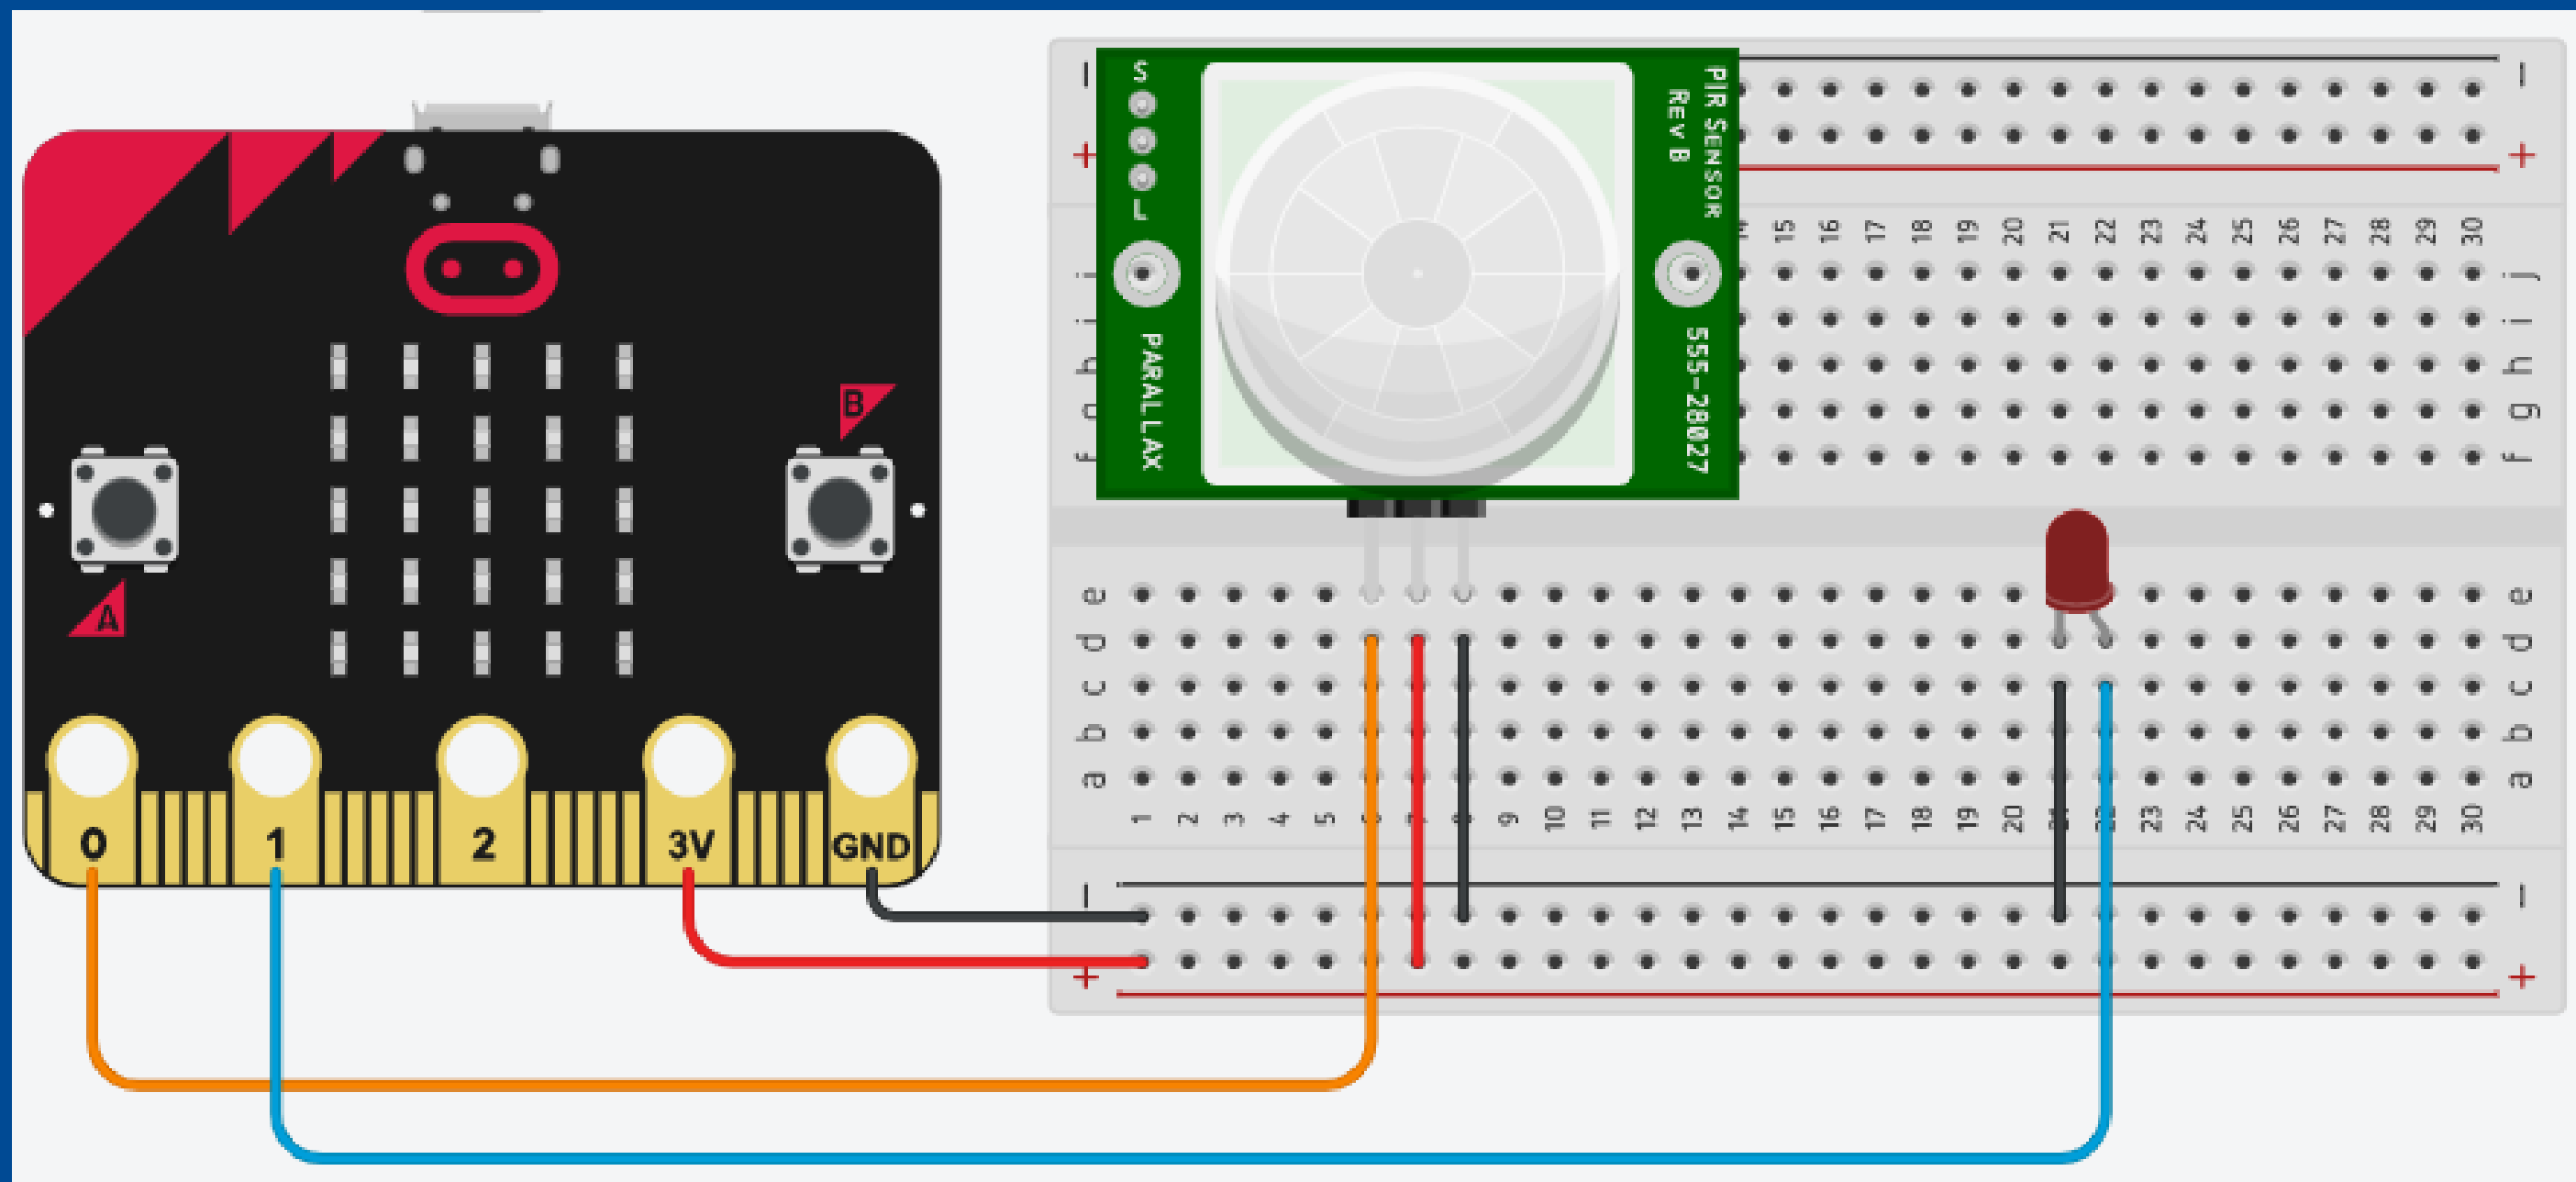 S
L
PARALLAX
PIR SENSOR
REV B
555-28027
A
B
0 1 2 3V GND
− −
+ +
15 16 17 18 19 20 21 22 23 24 25 26 27 28 29 30
j
i
h
g
f f
e e
d d
c c
b b
a a
1 2 3 4 5 9 10 11 12 13 14 15 16 17 18 19 20 23 24 25 26 27 28 29 30
− −
+ +